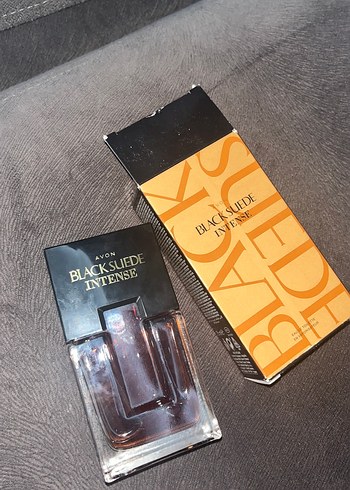 AVON
BLACK SUEDE
INTENSE
BLACK SUEDE
INTENSE
BLACK
SUEDE